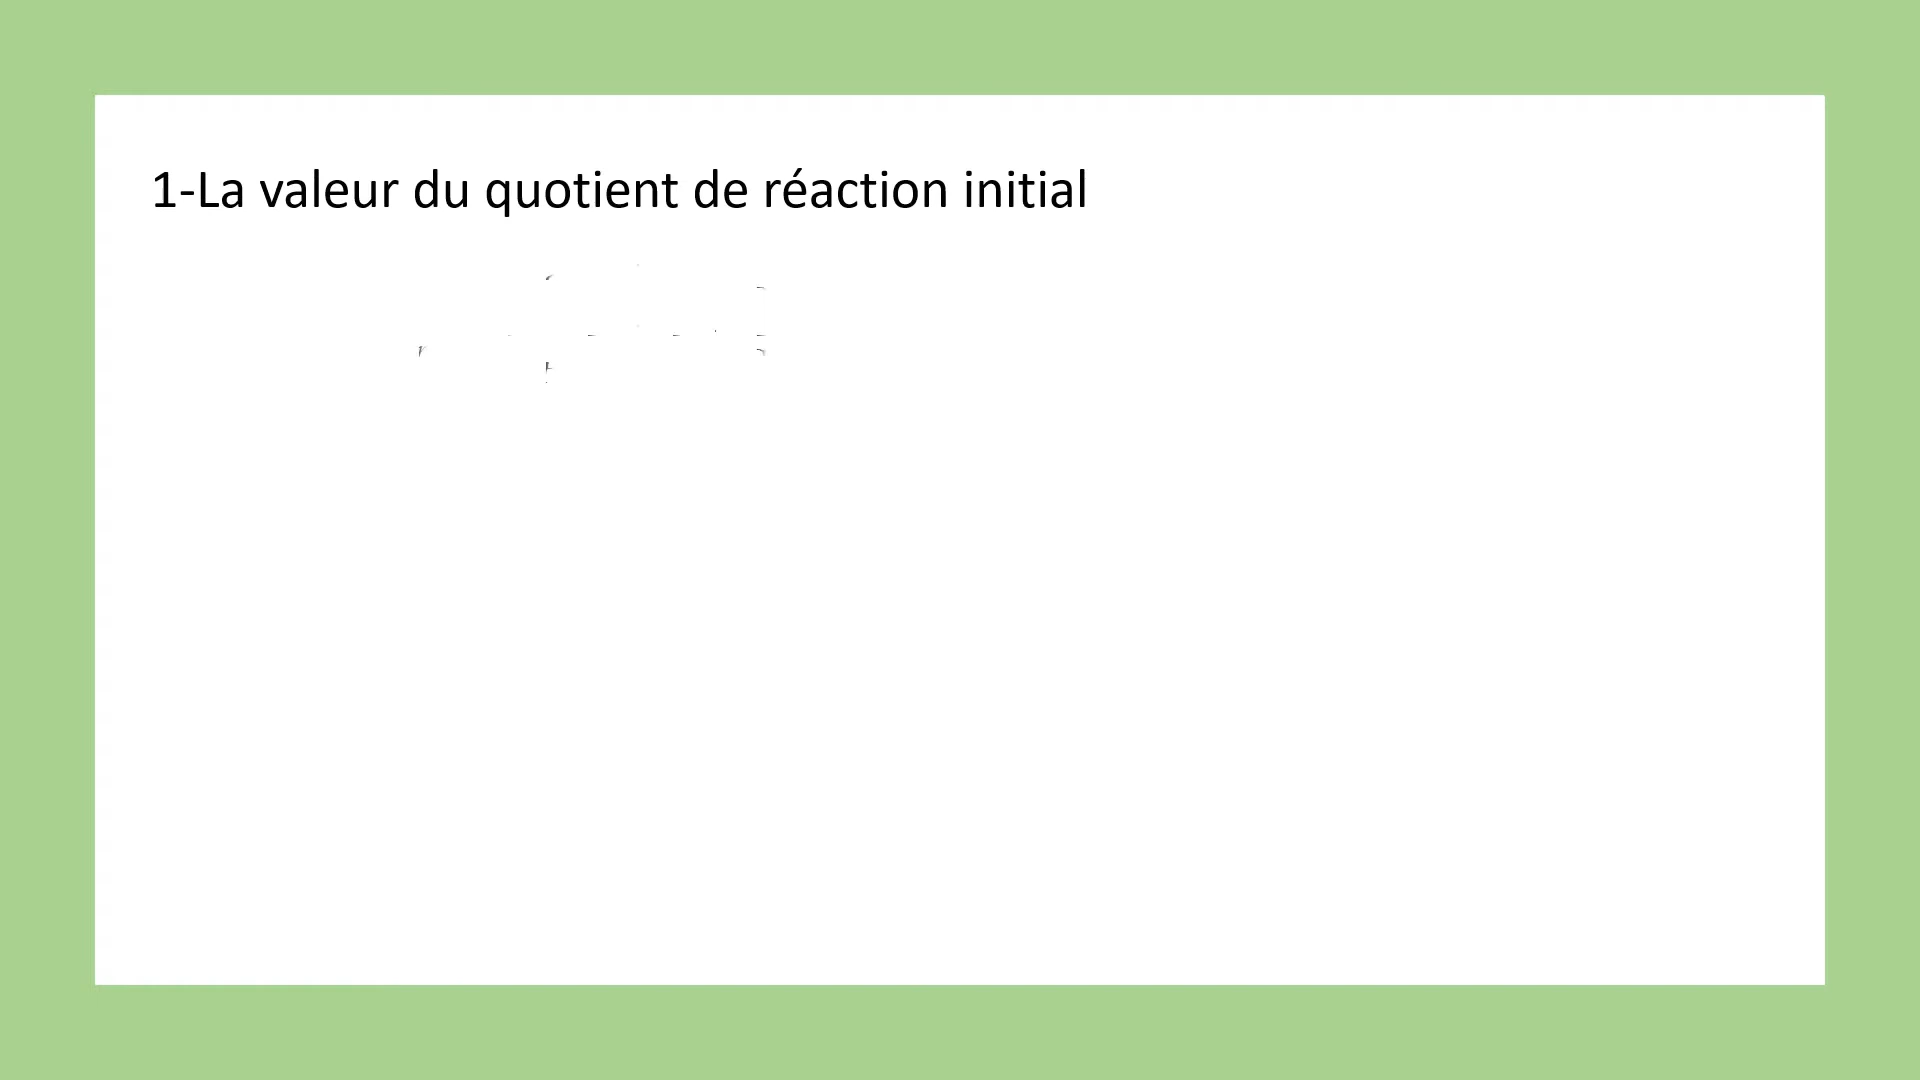 1-La valeur du quotient de réaction initial